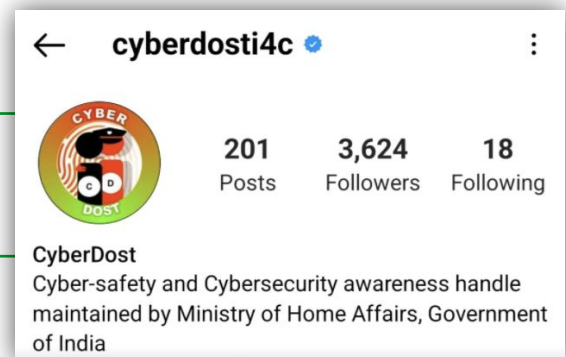 cyberdosti4c
CYBER
C D
DOST
201 3,624 18
Posts Followers Following
CyberDost
Cyber-safety and Cybersecurity awareness handle
maintained by Ministry of Home Affairs, Government
of India